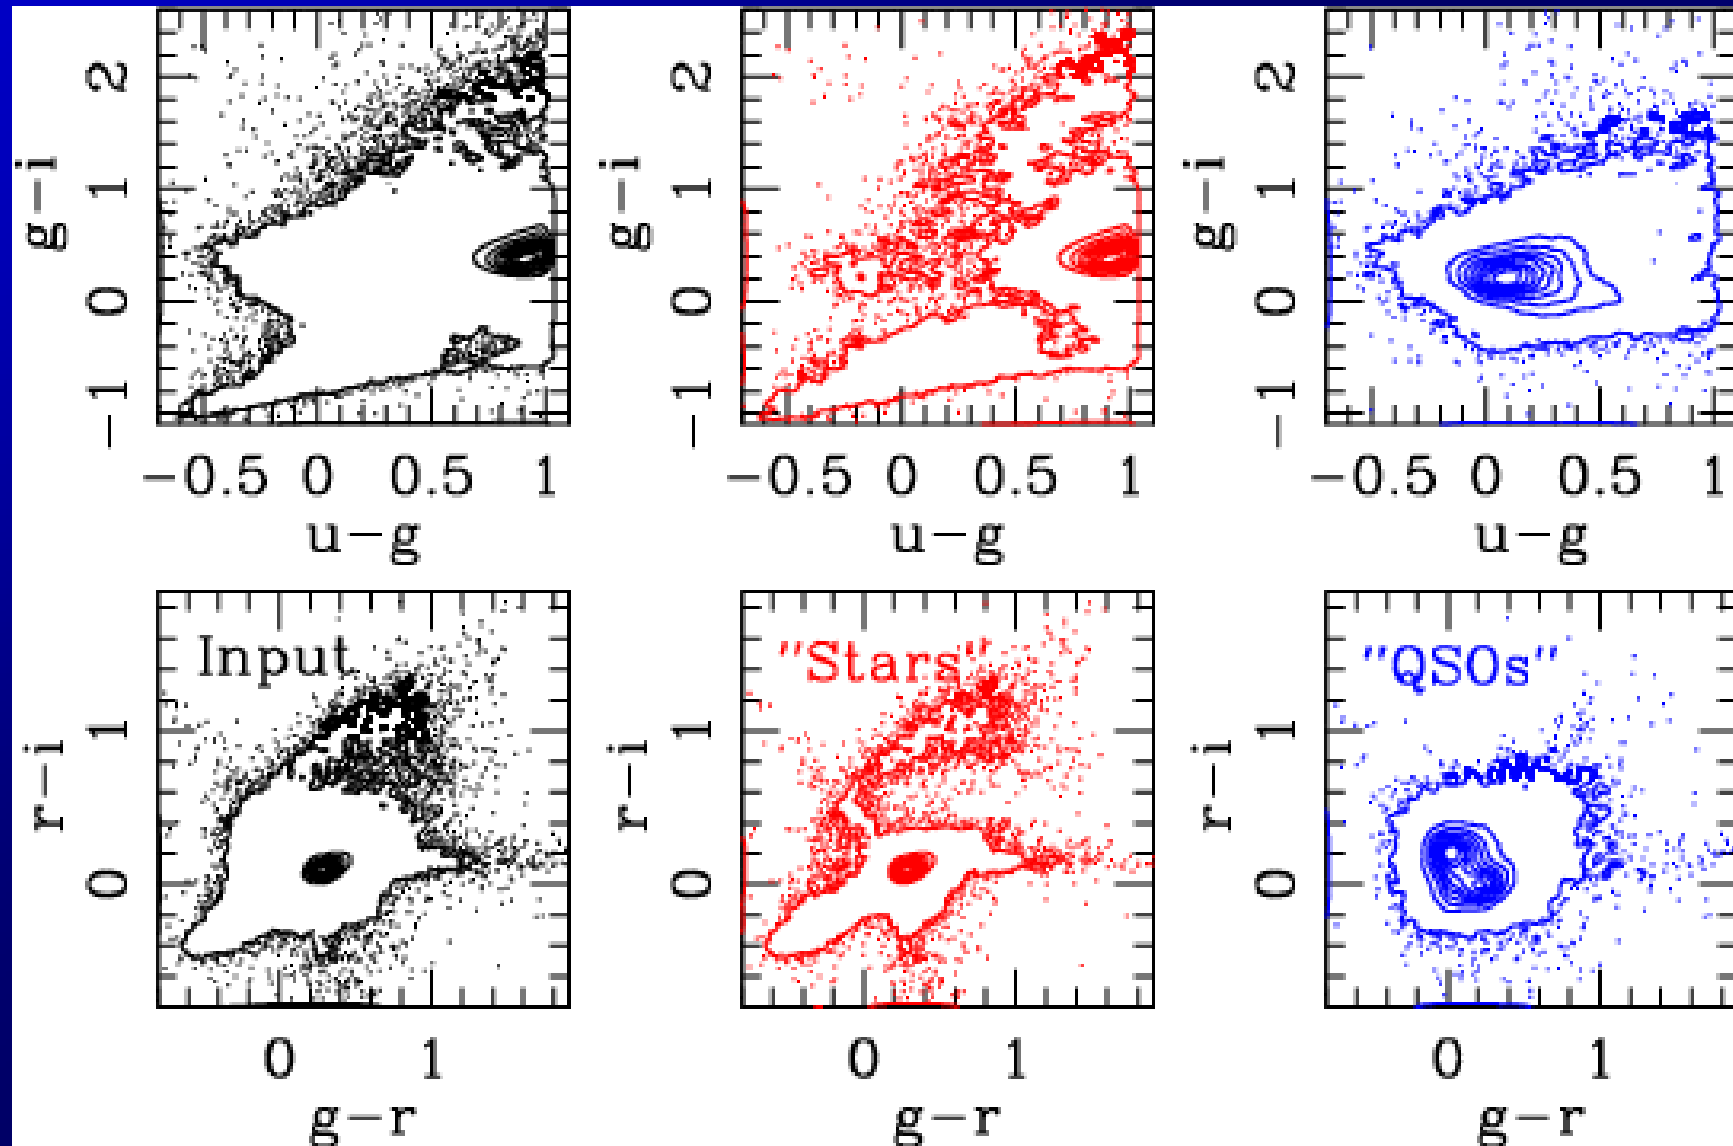 2 2 2
g-i g-i g-i
1 1 1
0 0 0
-1 -1 -1
-0.5 0 0.5 1 -0.5 0 0.5 1 -0.5 0 0.5 1
u-g u-g u-g
Input "Stars" "QSOs"
1 1 1
r-i r-i r-i
0 0 0
0 1 0 1 0 1
g-r g-r g-r